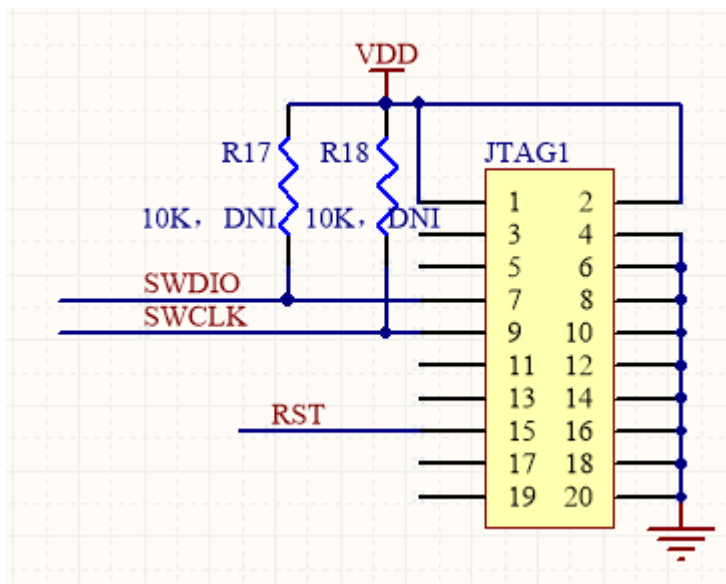 VDD
R17 R18 JTAG1
10K，DNI 10K，DNI
1 2
3 4
5 6
SWDIO 7 8
SWCLK 9 10
11 12
13 14
RST 15 16
17 18
19 20